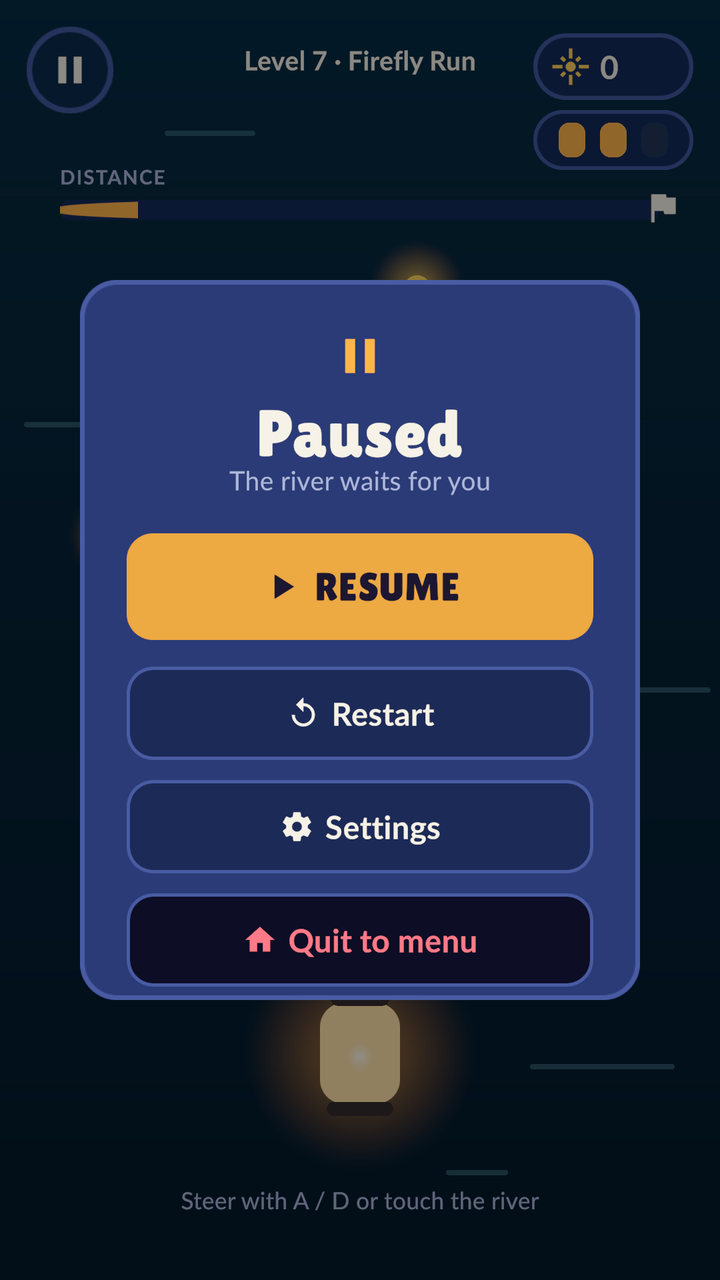 Level 7 · Firefly Run
0
DISTANCE
Paused
The river waits for you
RESUME
Restart
Settings
Quit to menu
Steer with A / D or touch the river